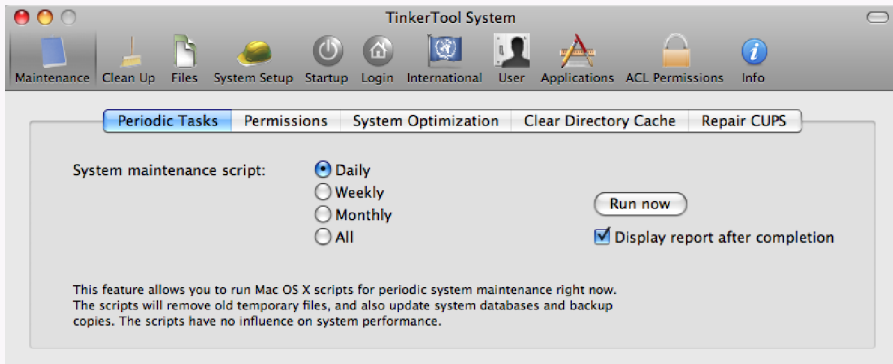 TinkerTool System
Maintenance Clean Up Files System Setup Startup Login International User Applications ACL Permissions Info
Periodic Tasks Permissions System Optimization Clear Directory Cache Repair CUPS
System maintenance script: Daily
Weekly
Run now
Monthly
All
Display report after completion
This feature allows you to run Mac OS X scripts for periodic system maintenance right now.
The scripts will remove old temporary files, and also update system databases and backup
copies. The scripts have no influence on system performance.